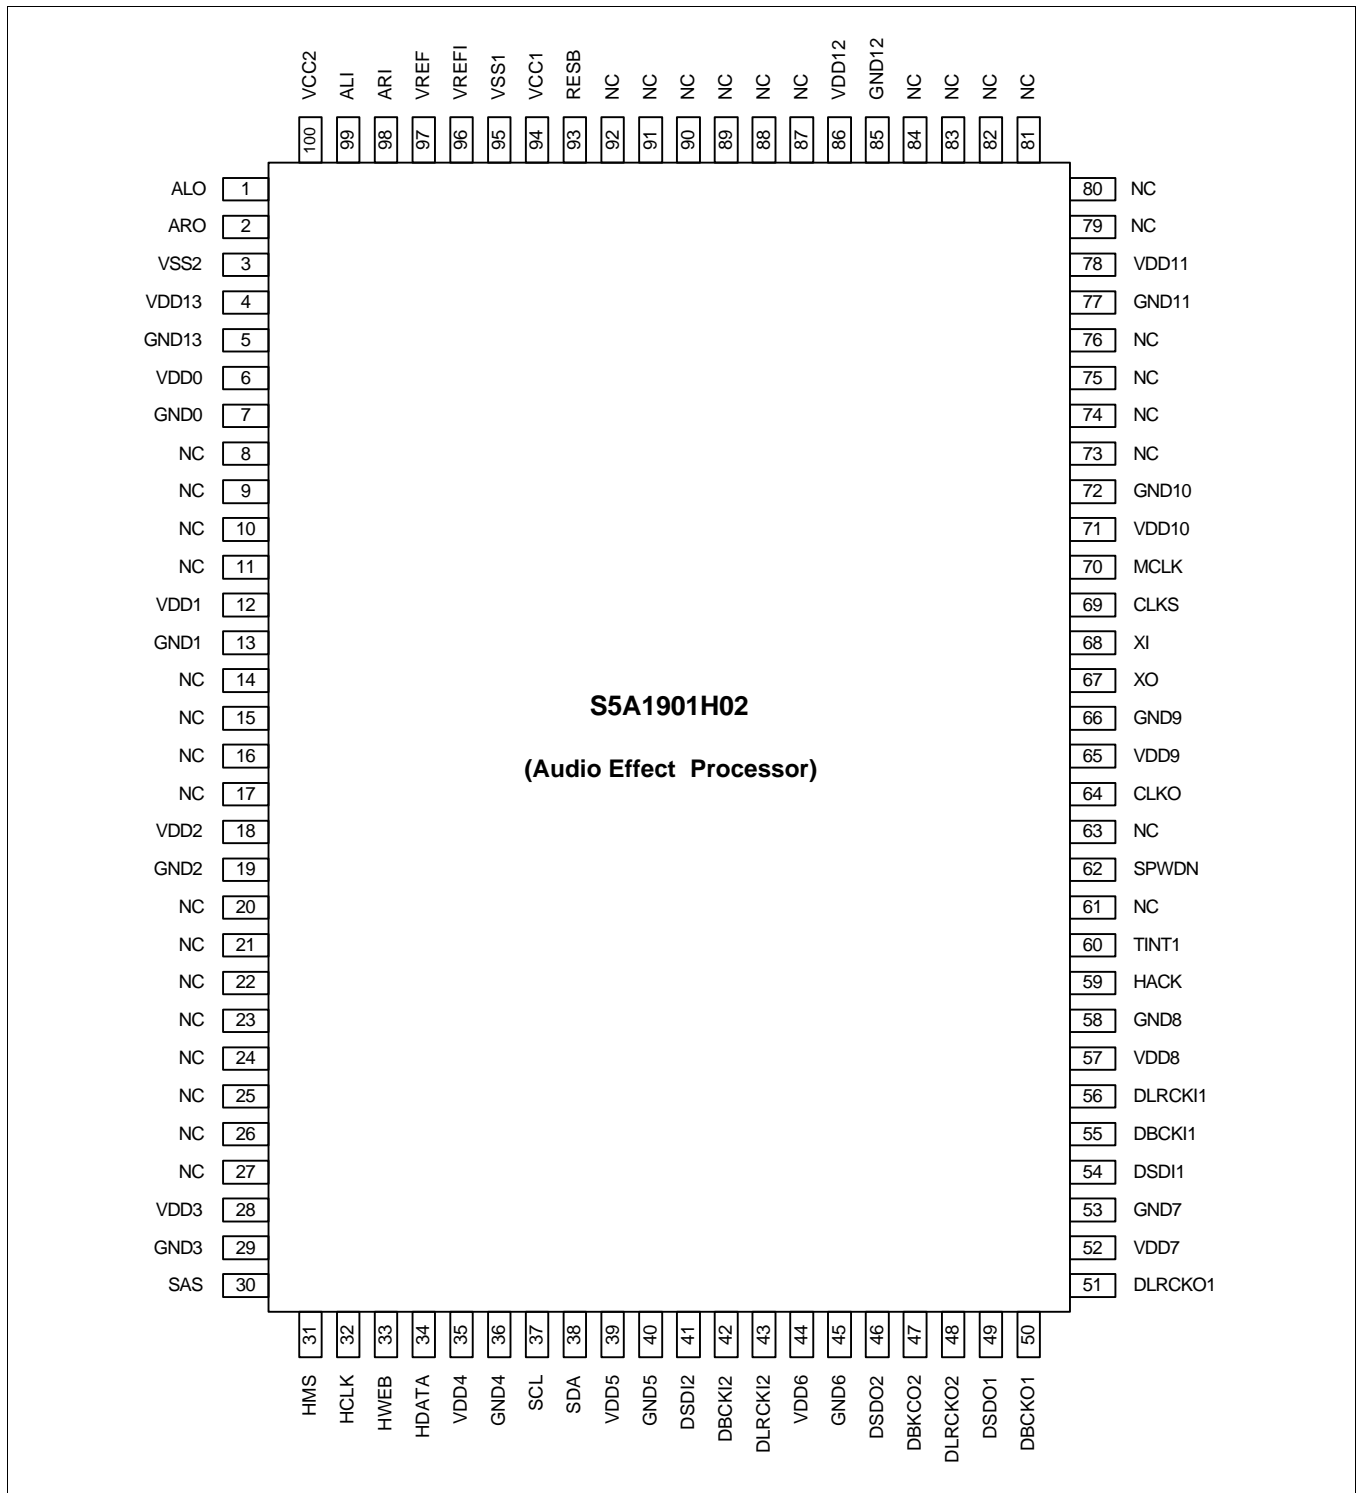 VCC2 ALI ARI VREF VREFI VSS1 VCC1 RESB NC NC NC NC NC NC VDD12 GND12 NC NC NC NC
100 99 98 97 96 95 94 93 92 91 90 89 88 87 86 85 84 83 82 81
ALO 1 80 NC
ARO 2 79 NC
VSS2 3 78 VDD11
VDD13 4 77 GND11
GND13 5 76 NC
VDD0 6 75 NC
GND0 7 74 NC
NC 8 73 NC
NC 9 72 GND10
NC 10 71 VDD10
NC 11 70 MCLK
VDD1 12 69 CLKS
GND1 13 68 XI
NC 14 67 XO
NC 15 66 GND9
S5A1901H02
NC 16 65 VDD9
(Audio Effect Processor)
NC 17 64 CLKO
VDD2 18 63 NC
GND2 19 62 SPWDN
NC 20 61 NC
NC 21 60 TINT1
NC 22 59 HACK
NC 23 58 GND8
NC 24 57 VDD8
NC 25 56 DLRCKI1
NC 26 55 DBCKI1
NC 27 54 DSDI1
VDD3 28 53 GND7
GND3 29 52 VDD7
SAS 30 51 DLRCKO1
31 32 33 34 35 36 37 38 39 40 41 42 43 44 45 46 47 48 49 50
HMS HCLK HWEB HDATA VDD4 GND4 SCL SDA VDD5 GND5 DSDI2 DBCKI2 DLRCKI2 VDD6 GND6 DSDO2 DBKCO2 DLRCKO2 DSDO1 DBCKO1